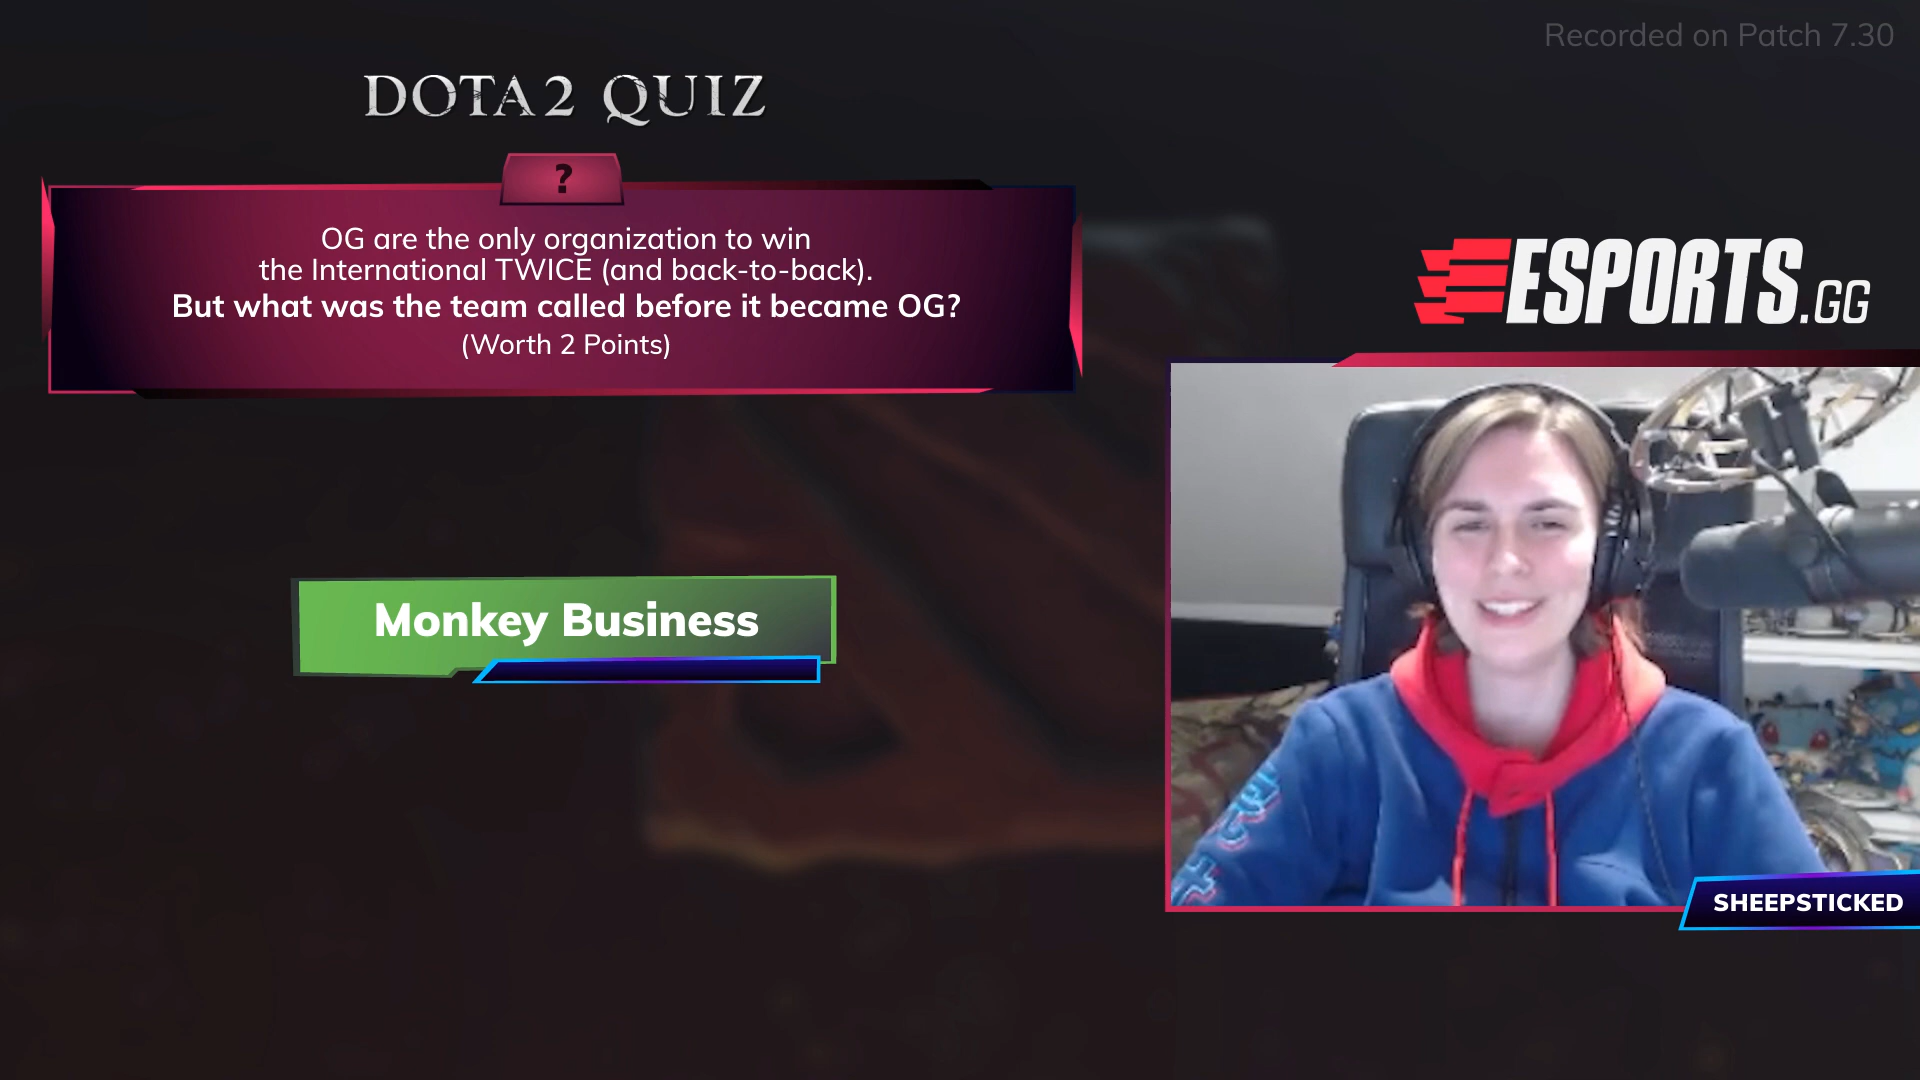 Recorded on Patch 7.30
DOTA2 QUIZ
?
OG are the only organization to win
the International TWICE (and back-to-back).
But what was the team called before it became OG?
(Worth 2 Points)
ESPORTS.GG
Monkey Business
SHEEPSTICKED